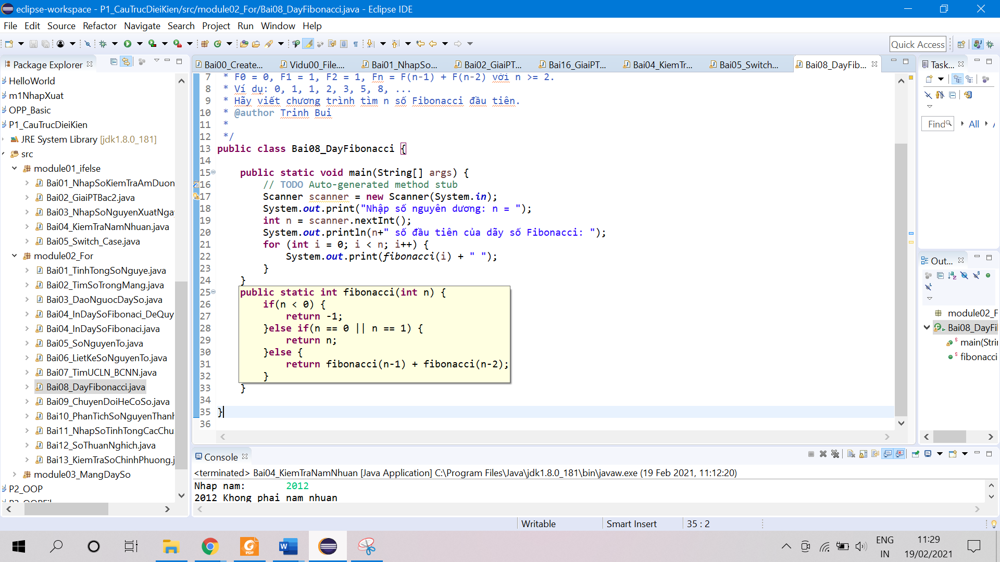 eclipse-workspace - P1_CauTrucDieiKien/src/module02_For/Bai08_DayFibonacci.java - Eclipse IDE
File Edit Source Refactor Navigate Search Project Run Window Help
Quick Access
Package Explorer
HelloWorld
m1NhapXuat
OPP_Basic
P1_CauTrucDieiKien
JRE System Library [jdk1.8.0_181]
src
module01_ifelse
Bai01_NhapSoKiemTraAmDuon
Bai02_GiaiPTBac2.java
Bai03_NhapSoNguyenXuatNga
Bai04_KiemTraNamNhuan.java
Bai05_Switch_Case.java
module02_For
Bai01_TinhTongSoNguye.java
Bai02_TimSoTrongMang.java
Bai03_DaoNguocDaySo.java
Bai04_InDaySoFibonaci_DeQuy
Bai04_InDaySoFibonaci.java
Bai05_SoNguyenTo.java
Bai06_LietKeSoNguyenTo.java
Bai07_TimUCLN_BCNN.java
Bai08_DayFibonacci.java
Bai09_ChuyenDoiHeCoSo.java
Bai10_PhanTichSoNguyenThanh
Bai11_NhapSoTinhTongCacChu
Bai12_SoThuanNghich.java
Bai13_KiemTraSoChinhPhuong.j
module03_MangDaySo
P2_OOP
Bai00_Create... Vidu00_File.... Bai01_NhapSo... Bai02_GiaiPT... Bai16_GiaiPT... Bai04_KiemTr... Bai05_Switch... Bai08_DayFib...
7 * F0 = 0, F1 = 1, F2 = 1, Fn = F(n-1) + F(n-2) với n >= 2.
8 * Ví dụ: 0, 1, 1, 2, 3, 5, 8, ...
9 * Hãy viết chương trình tìm n số Fibonacci đầu tiên.
10 * @author Trinh Bui
11 *
12 */
13 public class Bai08_DayFibonacci {
14
15 public static void main(String[] args) {
16 // TODO Auto-generated method stub
17 Scanner scanner = new Scanner(System.in);
18 System.out.print("Nhập số nguyên dương: n = ");
19 int n = scanner.nextInt();
20 System.out.println(n+" số đầu tiên của dãy số Fibonacci: ");
21 for (int i = 0; i < n; i++) {
22 System.out.print(fibonacci(i) + " ");
23 }
24 }
25 public static int fibonacci(int n) {
26 if(n < 0) {
27 return -1;
28 }else if(n == 0 || n == 1) {
29 return n;
30 }else {
31 return fibonacci(n-1) + fibonacci(n-2);
32 }
33 }
34
35 }
36
Task...
Find All
Out...
module02_F
Bai08_DayFi
main(Stri
fibonacci
Console
<terminated> Bai04_KiemTraNamNhuan [Java Application] C:\Program Files\Java\jdk1.8.0_181\bin\javaw.exe (19 Feb 2021, 11:12:20)
Nhap nam: 2012
2012 Khong phai nam nhuan
Writable Smart Insert 35 : 2
ENG
IN
11:29
19/02/2021